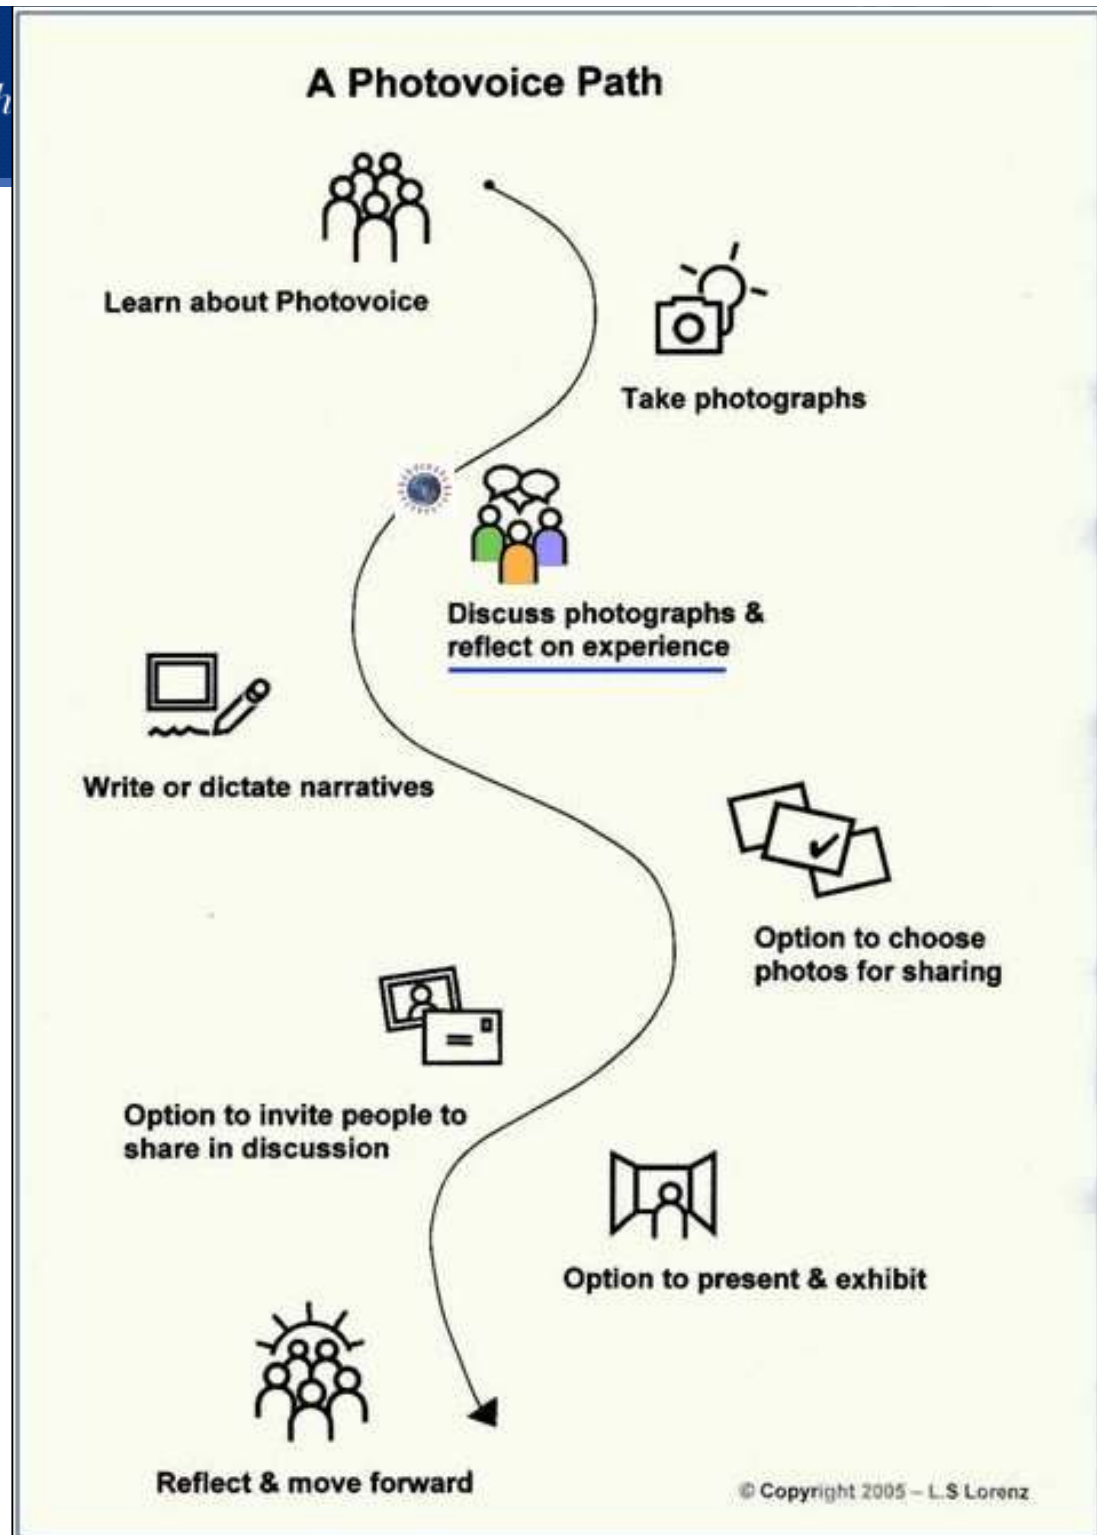 A Photovoice Path
Learn about Photovoice
Take photographs
Discuss photographs &
reflect on experience
Write or dictate narratives
Option to choose
photos for sharing
Option to invite people to
share in discussion
Option to present & exhibit
Reflect & move forward
© Copyright 2005 – L.S Lorenz